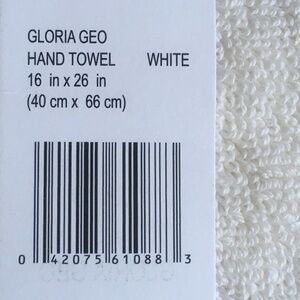 GLORIA GEO
HAND TOWEL WHITE
16 in x 26 in
(40 cm x 66 cm)
0 42075 61088 3